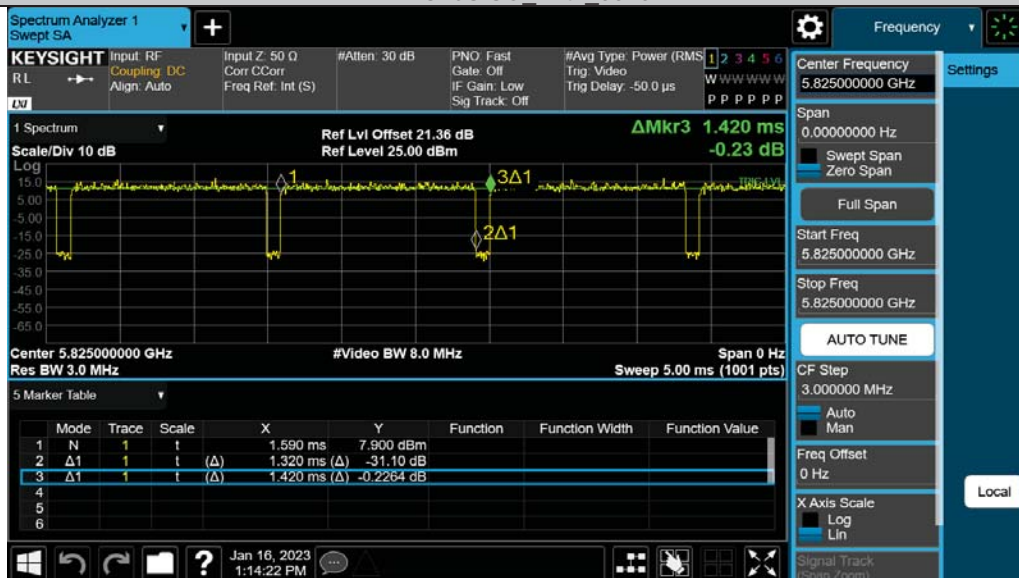 Spectrum Analyzer 1
Swept SA
Frequency
KEYSIGHT
RL
LXI
Input: RF
Coupling: DC
Align: Auto
Input Z: 50 Ω
Corr CCorr
Freq Ref: Int (S)
#Atten: 30 dB
PNO: Fast
Gate: Off
IF Gain: Low
Sig Track: Off
#Avg Type: Power (RMS
Trig: Video
Trig Delay: -50.0 µs
1 2 3 4 5 6
W W W W W W
P P P P P P
Center Frequency
5.825000000 GHz
Settings
Span
0.00000000 Hz
Swept Span
Zero Span
Full Span
Start Freq
5.825000000 GHz
Stop Freq
5.825000000 GHz
AUTO TUNE
CF Step
3.000000 MHz
Auto
Man
Freq Offset
0 Hz
X Axis Scale
Log
Lin
Signal Track
(Span Zoom)
Local
1 Spectrum
Scale/Div 10 dB
Ref Lvl Offset 21.36 dB
Ref Level 25.00 dBm
ΔMkr3 1.420 ms
-0.23 dB
Log
15.0
5.00
-5.00
-15.0
-25.0
-35.0
-45.0
-55.0
-65.0
1
3Δ1
2Δ1
TRIG LVL
Center 5.825000000 GHz
#Video BW 8.0 MHz
Span 0 Hz
Res BW 3.0 MHz
Sweep 5.00 ms (1001 pts)
5 Marker Table
Mode Trace Scale X Y Function Function Width Function Value
1 N 1 t 1.590 ms 7.900 dBm
2 Δ1 1 t (Δ) 1.320 ms (Δ) -31.10 dB
3 Δ1 1 t (Δ) 1.420 ms (Δ) -0.2264 dB
4
5
6
?
Jan 16, 2023
1:14:22 PM